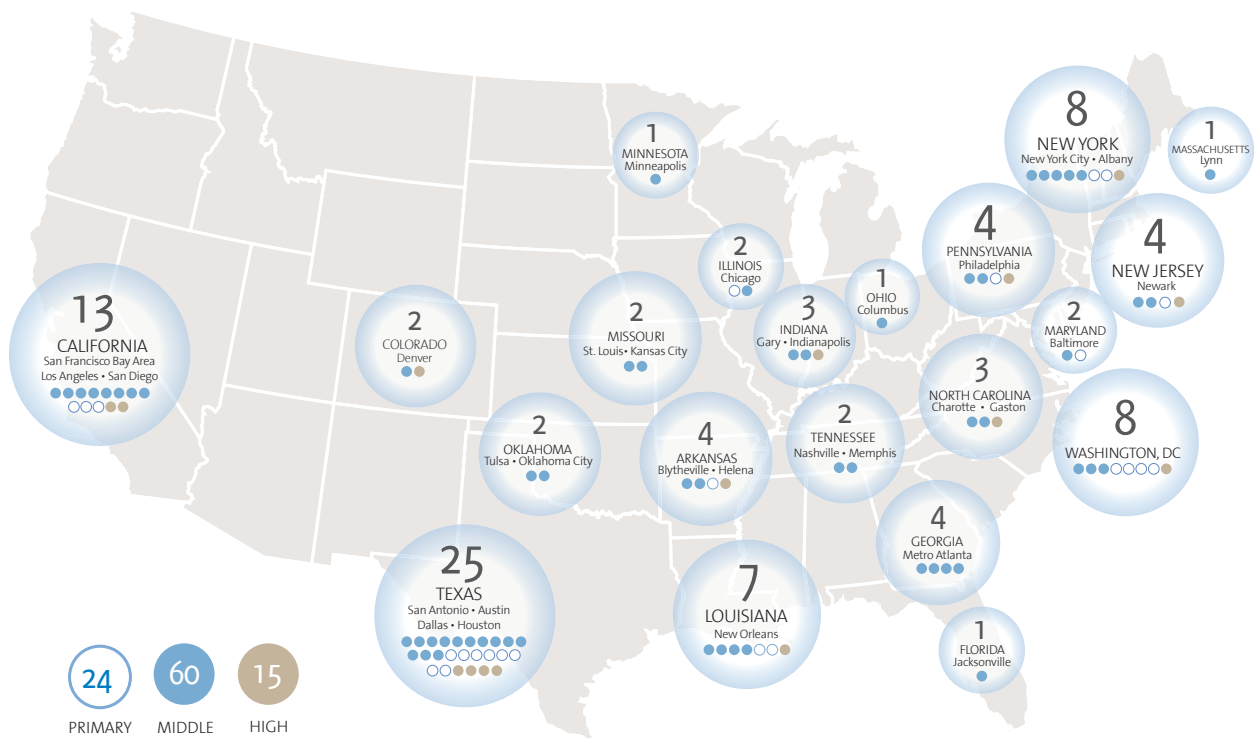 8
NEW YORK
New York City • Albany
1
MASSACHUSETTS
Lynn
1
MINNESOTA
Minneapolis
4
PENNSYLVANIA
Philadelphia
4
NEW JERSEY
Newark
2
ILLINOIS
Chicago
1
OHIO
Columbus
13
CALIFORNIA
San Francisco Bay Area
Los Angeles • San Diego
2
COLORADO
Denver
2
MISSOURI
St. Louis • Kansas City
3
INDIANA
Gary • Indianapolis
2
MARYLAND
Baltimore
3
NORTH CAROLINA
Charotte • Gaston
8
WASHINGTON, DC
2
OKLAHOMA
Tulsa • Oklahoma City
4
ARKANSAS
Blytheville • Helena
2
TENNESSEE
Nashville • Memphis
4
GEORGIA
Metro Atlanta
25
TEXAS
San Antonio • Austin
Dallas • Houston
7
LOUISIANA
New Orleans
1
FLORIDA
Jacksonville
24
PRIMARY
60
MIDDLE
15
HIGH